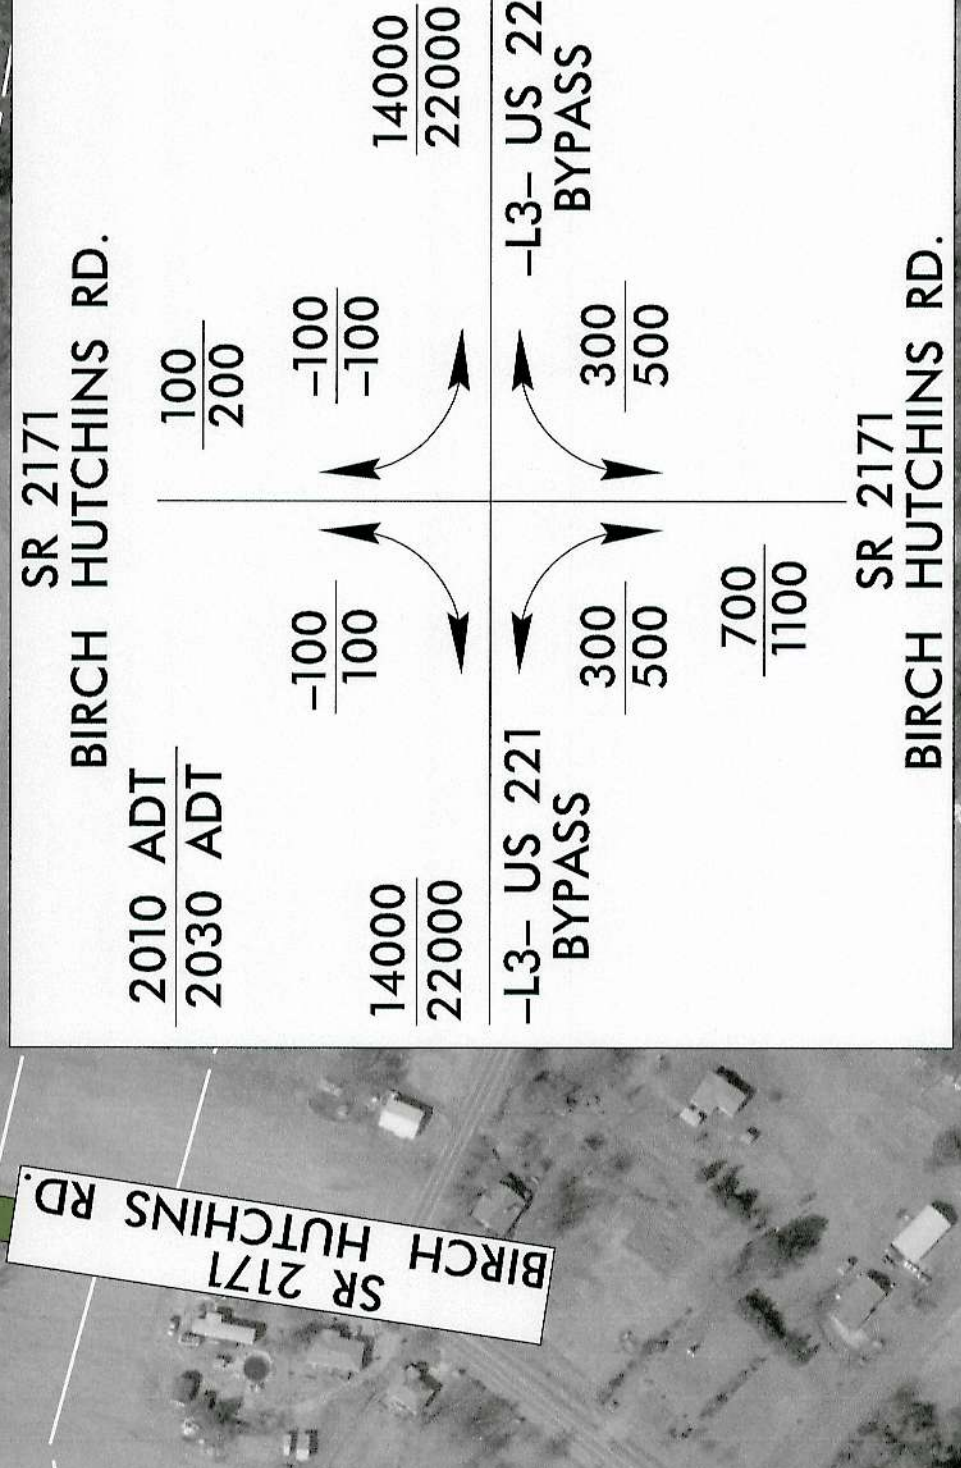 SR 2171
BIRCH HUTCHINS RD.
2010 ADT
2030 ADT
100
200
–100
100
–100
–100
14000
22000
14000
22000
–L3– US 221
BYPASS
–L3– US 22
BYPASS
300
500
300
500
700
1100
SR 2171
BIRCH HUTCHINS RD.
SR 2171
BIRCH HUTCHINS RD.